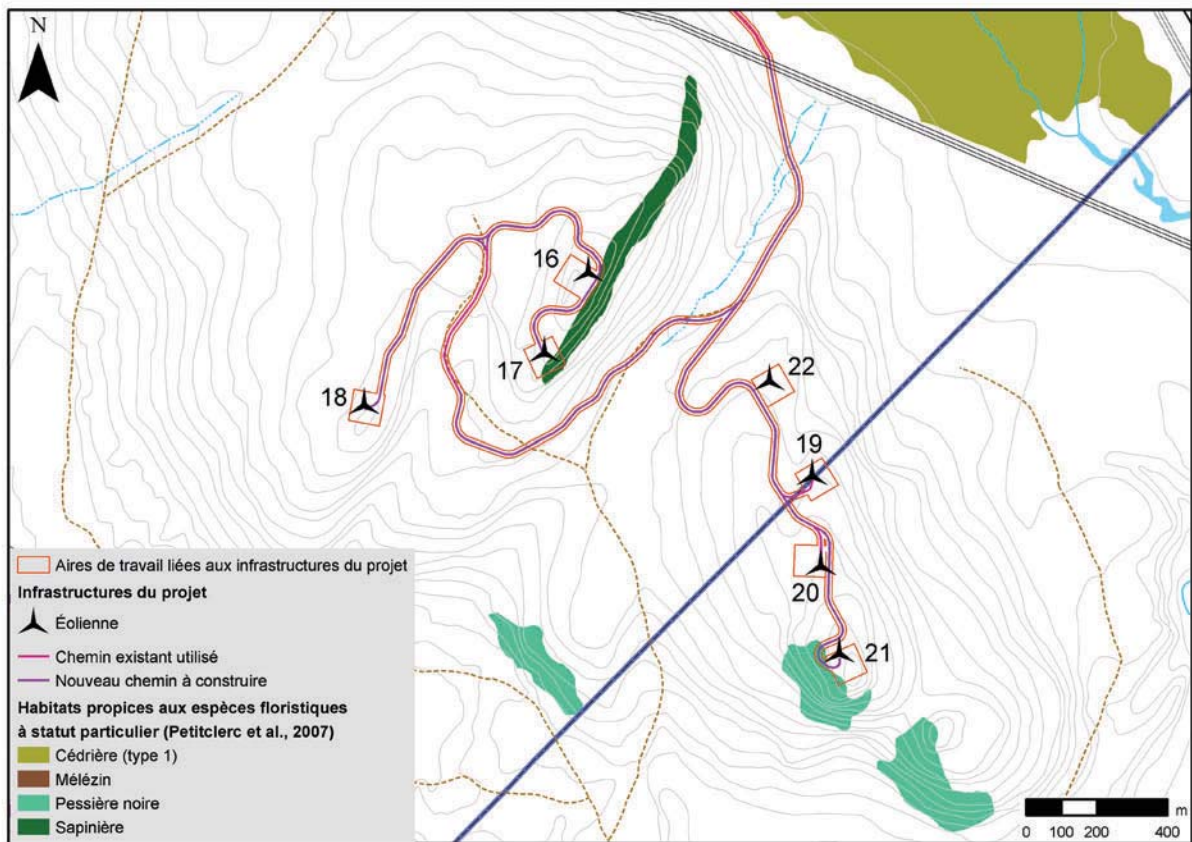 N
16
17
18
22
19
20
21
Aires de travail liées aux infrastructures du projet
Infrastructures du projet
Éolienne
Chemin existant utilisé
Nouveau chemin à construire
Habitats propices aux espèces floristiques
à statut particulier (Petitclerc et al., 2007)
Cédrière (type 1)
Mélézin
Pessière noire
Sapinière
m
0 100 200 400